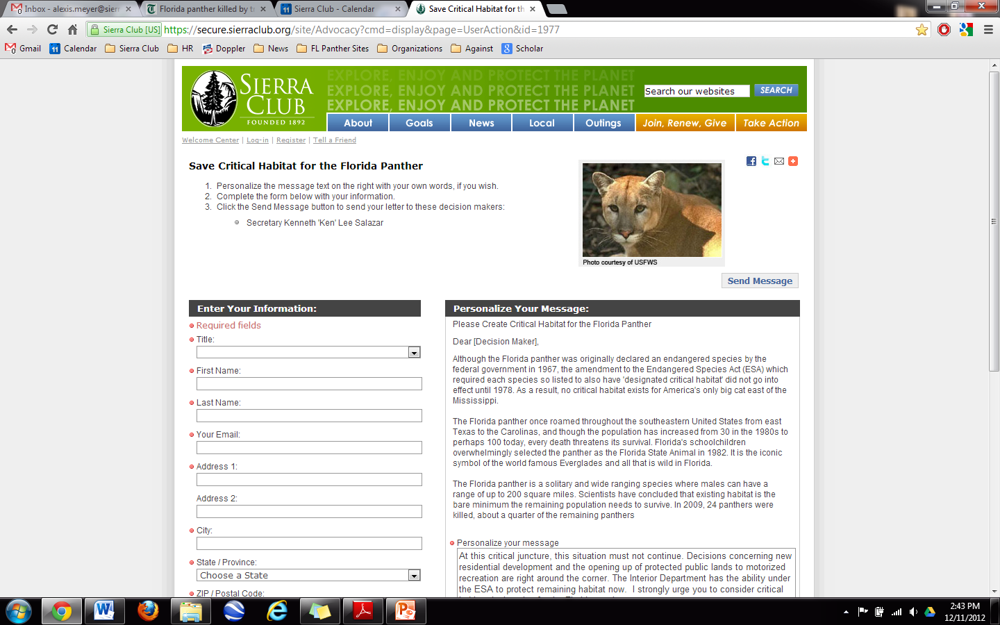 Inbox - alexis.meyer@sierr
Florida panther killed by tr
Sierra Club - Calendar
Save Critical Habitat for th
Sierra Club [US]
https://secure.sierraclub.org/site/Advocacy?cmd=display&page=UserAction&id=1977
Gmail
11 Calendar
Sierra Club
HR
Doppler
News
FL Panther Sites
Organizations
Against
Scholar
SIERRA
CLUB
FOUNDED 1892
EXPLORE, ENJOY AND PROTECT THE PLANET
EXPLORE, ENJOY AND PROTECT THE PLANET
EXPLORE, ENJOY AND PROTECT THE PLANET
Search our websites
SEARCH
About
Goals
News
Local
Outings
Join, Renew, Give
Take Action
Welcome Center | Log-in | Register | Tell a Friend
Save Critical Habitat for the Florida Panther
1. Personalize the message text on the right with your own words, if you wish.
2. Complete the form below with your information.
3. Click the Send Message button to send your letter to these decision makers:
Secretary Kenneth 'Ken' Lee Salazar
Photo courtesy of USFWS
Send Message
Enter Your Information:
Required fields
Title:
First Name:
Last Name:
Your Email:
Address 1:
Address 2:
City:
State / Province:
Choose a State
ZIP / Postal Code:
Personalize Your Message:
Please Create Critical Habitat for the Florida Panther
Dear [Decision Maker],
Although the Florida panther was originally declared an endangered species by the
federal government in 1967, the amendment to the Endangered Species Act (ESA) which
required each species so listed to also have 'designated critical habitat' did not go into
effect until 1978. As a result, no critical habitat exists for America's only big cat east of the
Mississippi.
The Florida panther once roamed throughout the southeastern United States from east
Texas to the Carolinas, and though the population has increased from 30 in the 1980s to
perhaps 100 today, every death threatens its survival. Florida's schoolchildren
overwhelmingly selected the panther as the Florida State Animal in 1982. It is the iconic
symbol of the world famous Everglades and all that is wild in Florida.
The Florida panther is a solitary and wide ranging species where males can have a
range of up to 200 square miles. Scientists have concluded that existing habitat is the
bare minimum the remaining population needs to survive. In 2009, 24 panthers were
killed, about a quarter of the remaining panthers
Personalize your message
At this critical juncture, this situation must not continue. Decisions concerning new
residential development and the opening up of protected public lands to motorized
recreation are right around the corner. The Interior Department has the ability under
the ESA to protect remaining habitat now. I strongly urge you to consider critical
2:43 PM
12/11/2012